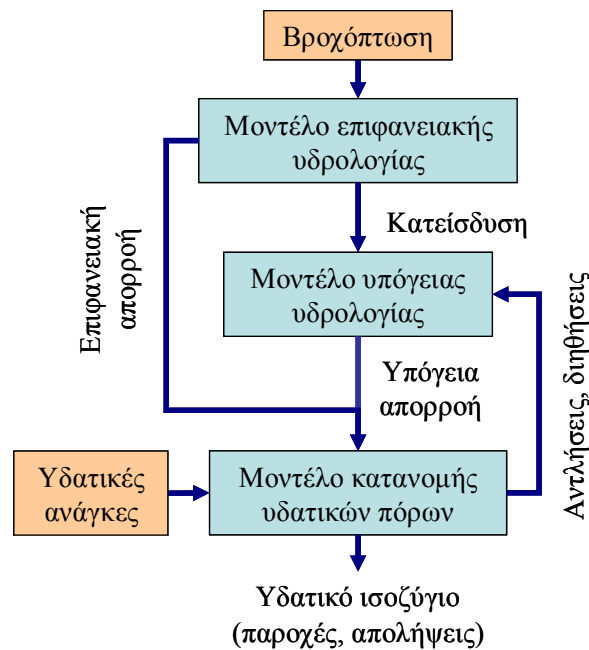 Βροχόπτωση
Μοντέλο επιφανειακής
υδρολογίας
Επιφανειακή
απορροή
Κατείσδυση
Μοντέλο υπόγειας
υδρολογίας
Υπόγεια
απορροή
Αντλήσεις, διηθήσεις
Υδατικές
ανάγκες
Μοντέλο κατανομής
υδατικών πόρων
Υδατικό ισοζύγιο
(παροχές, απολήψεις)